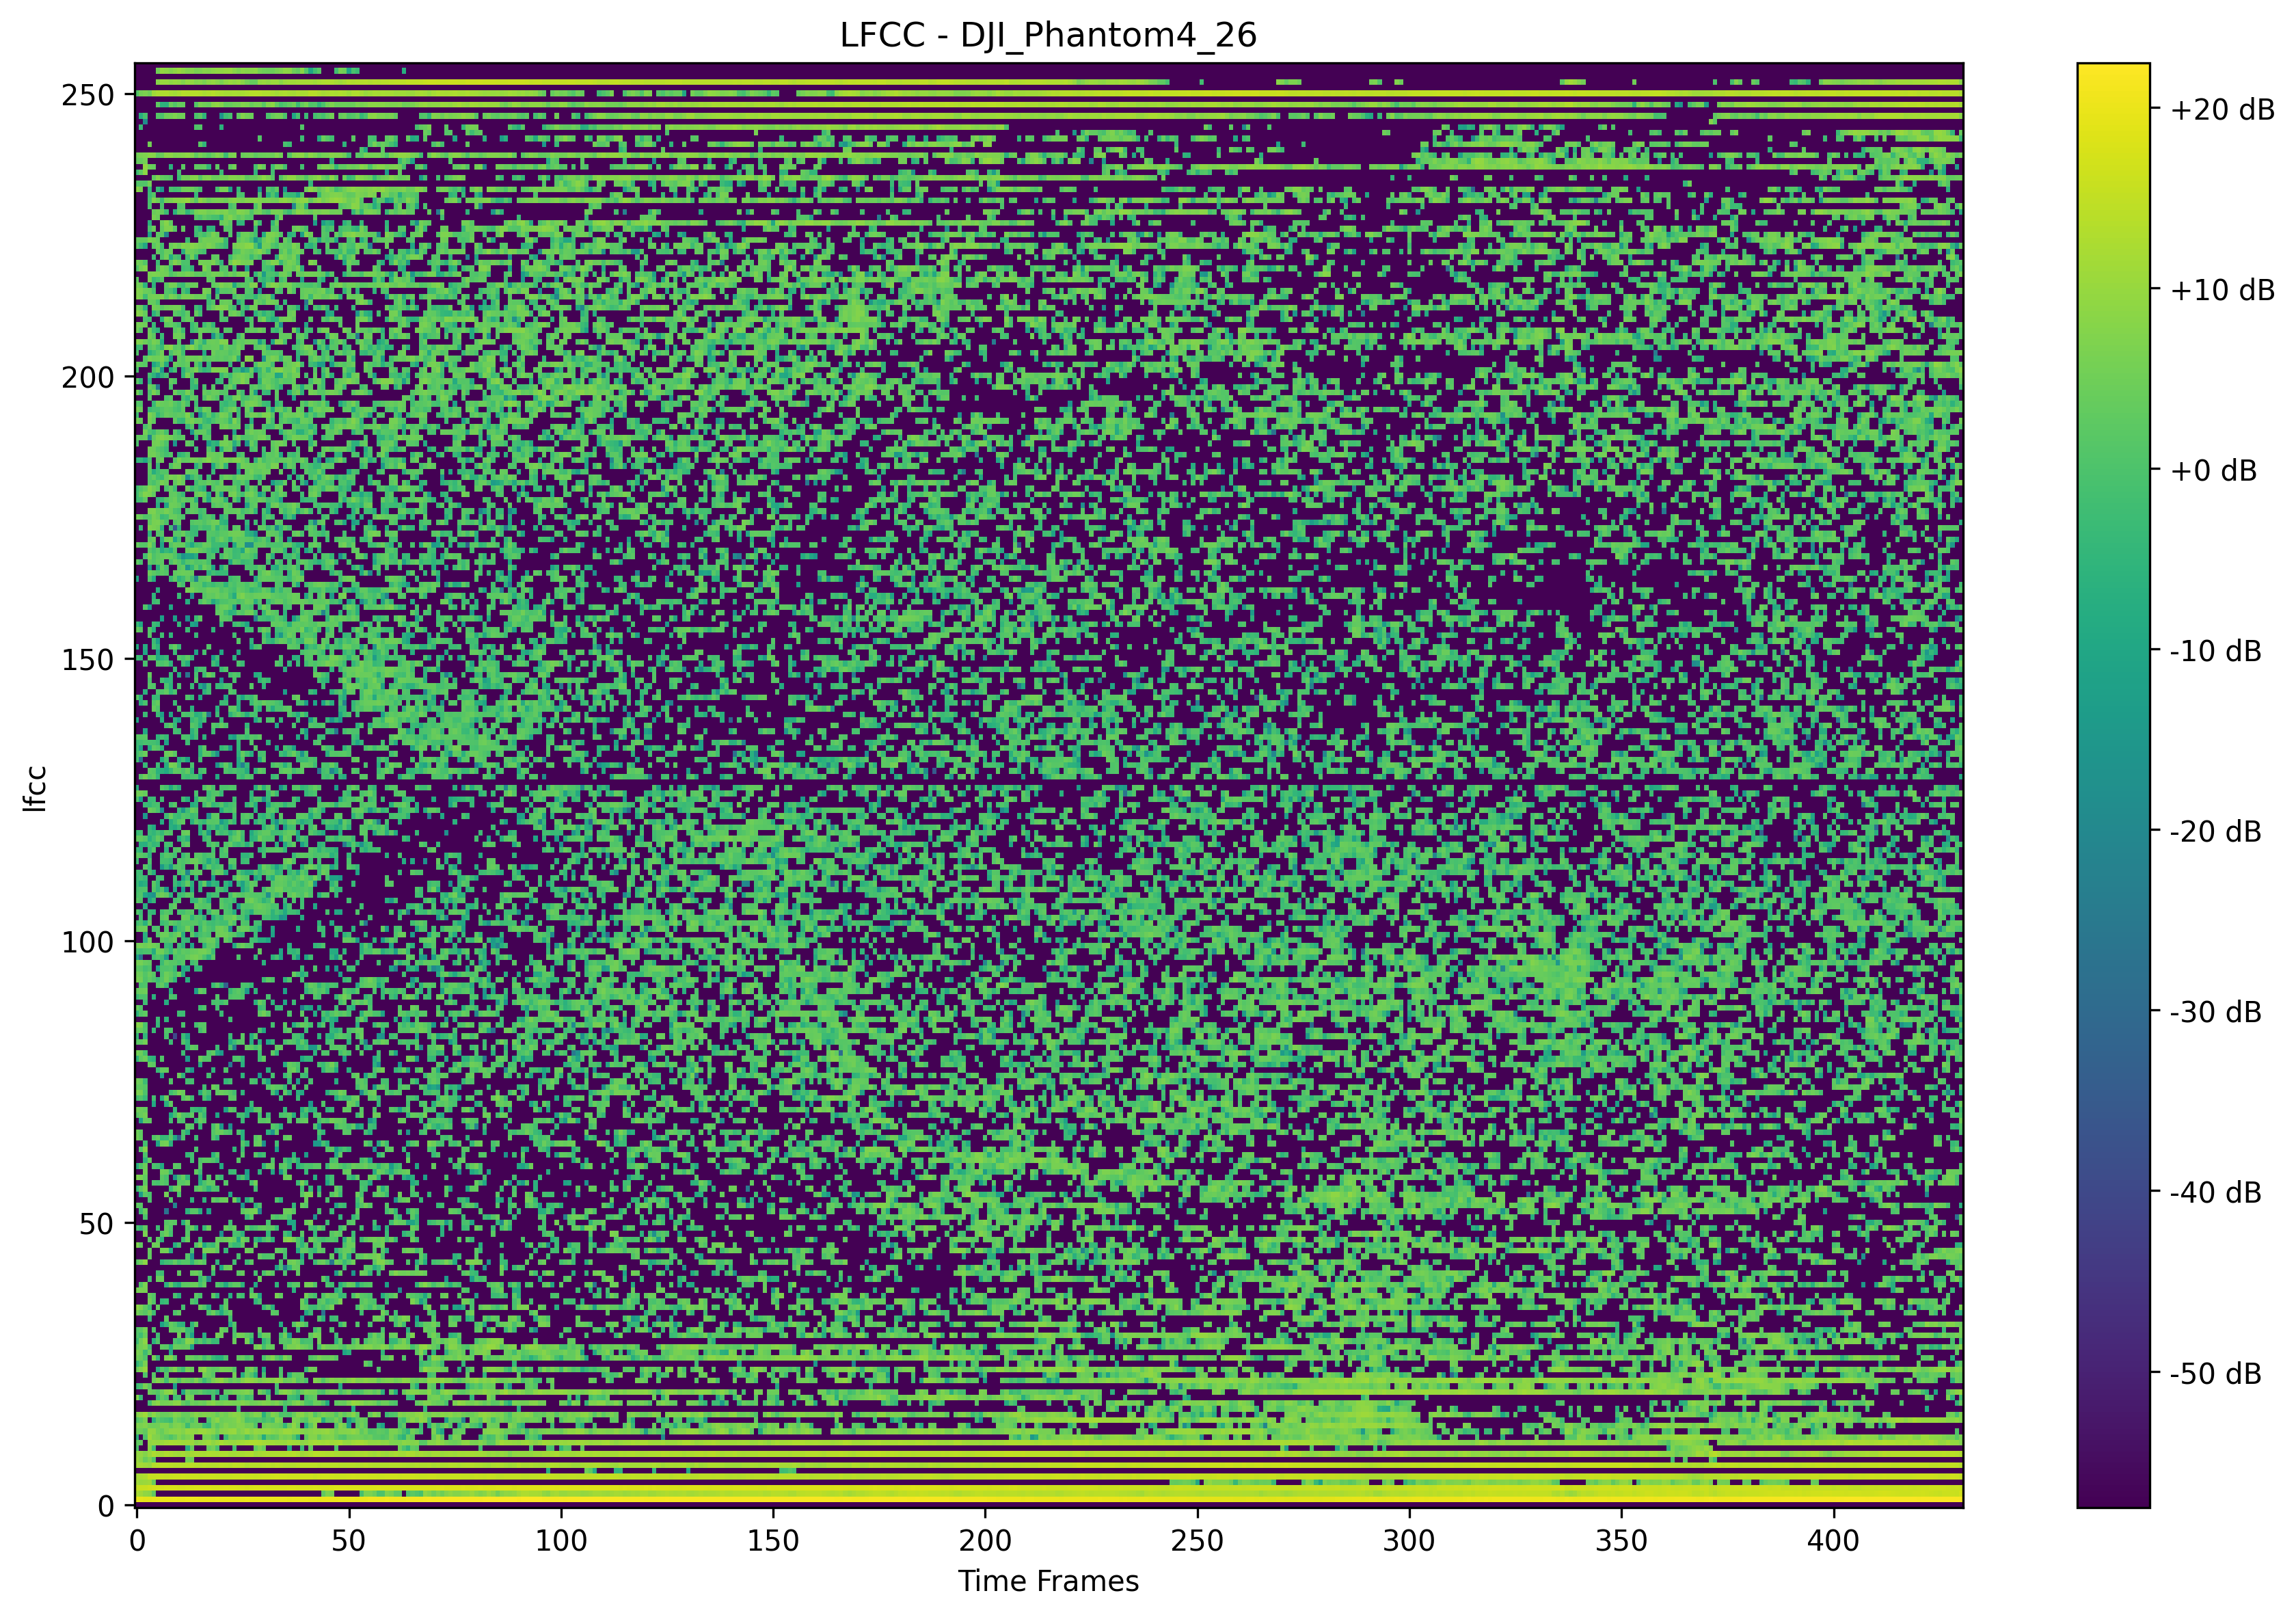 LFCC - DJI_Phantom4_26
250
200
150
100
50
0
lfcc
0 50 100 150 200 250 300 350 400
Time Frames
+20 dB
+10 dB
+0 dB
-10 dB
-20 dB
-30 dB
-40 dB
-50 dB